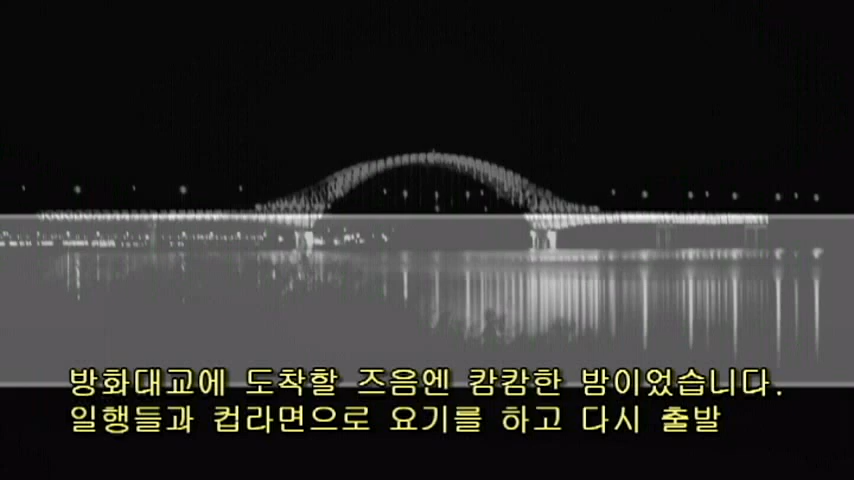 방화대교에 도착할 즈음엔 캄캄한 밤이었습니다.
일행들과 컵라면으로 요기를 하고 다시 출발